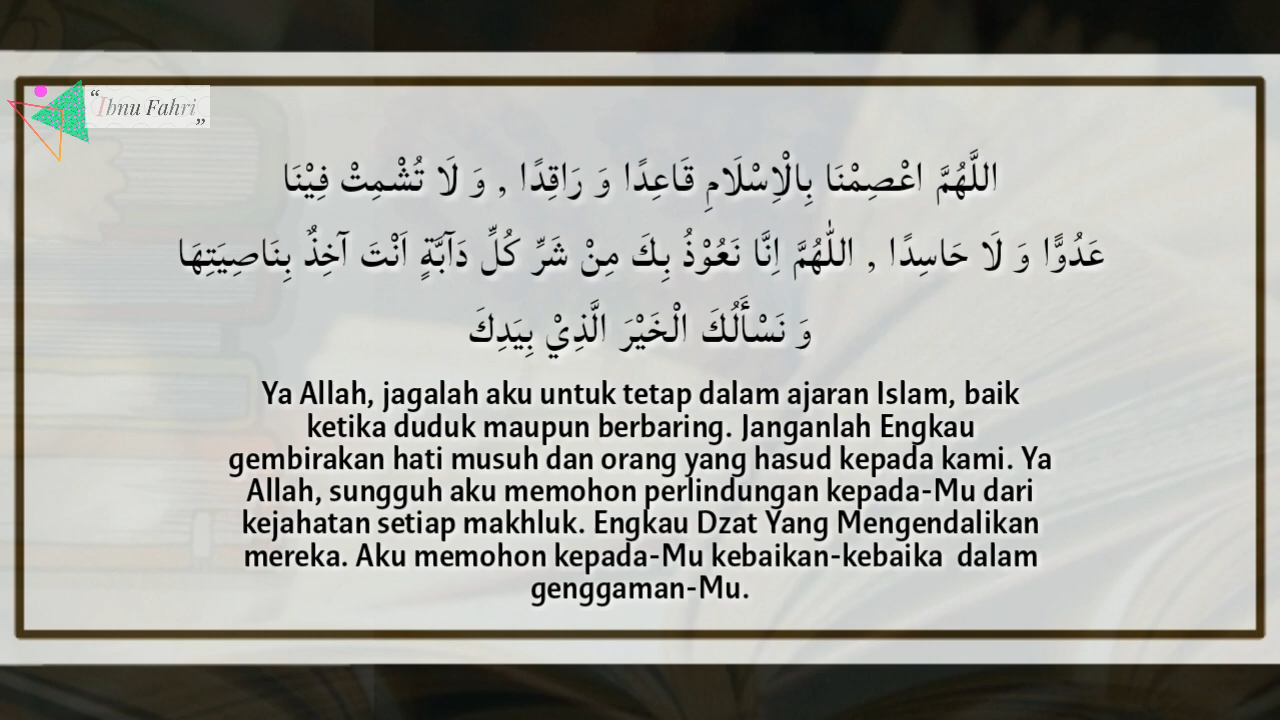 “Ibnu Fahri„
اللَّهُمَّ اعْصِمْنَا بِالْاِسْلَامِ قَاعِدًا وَ رَاقِدًا , وَ لَا تُشْمِتْ فِيْنَا
عَدُوًّا وَ لَا حَاسِدًا , اللّٰهُمَّ اِنَّا نَعُوْذُ بِكَ مِنْ شَرِّ كُلِّ دَآبَّةٍ اَنْتَ آخِذٌ بِنَاصِيَتِهَا
وَ نَسْأَلُكَ الْخَيْرَ الَّذِيْ بِيَدِكَ
Ya Allah, jagalah aku untuk tetap dalam ajaran Islam, baik
ketika duduk maupun berbaring. Janganlah Engkau
gembirakan hati musuh dan orang yang hasud kepada kami. Ya
Allah, sungguh aku memohon perlindungan kepada-Mu dari
kejahatan setiap makhluk. Engkau Dzat Yang Mengendalikan
mereka. Aku memohon kepada-Mu kebaikan-kebaika  dalam
genggaman-Mu.